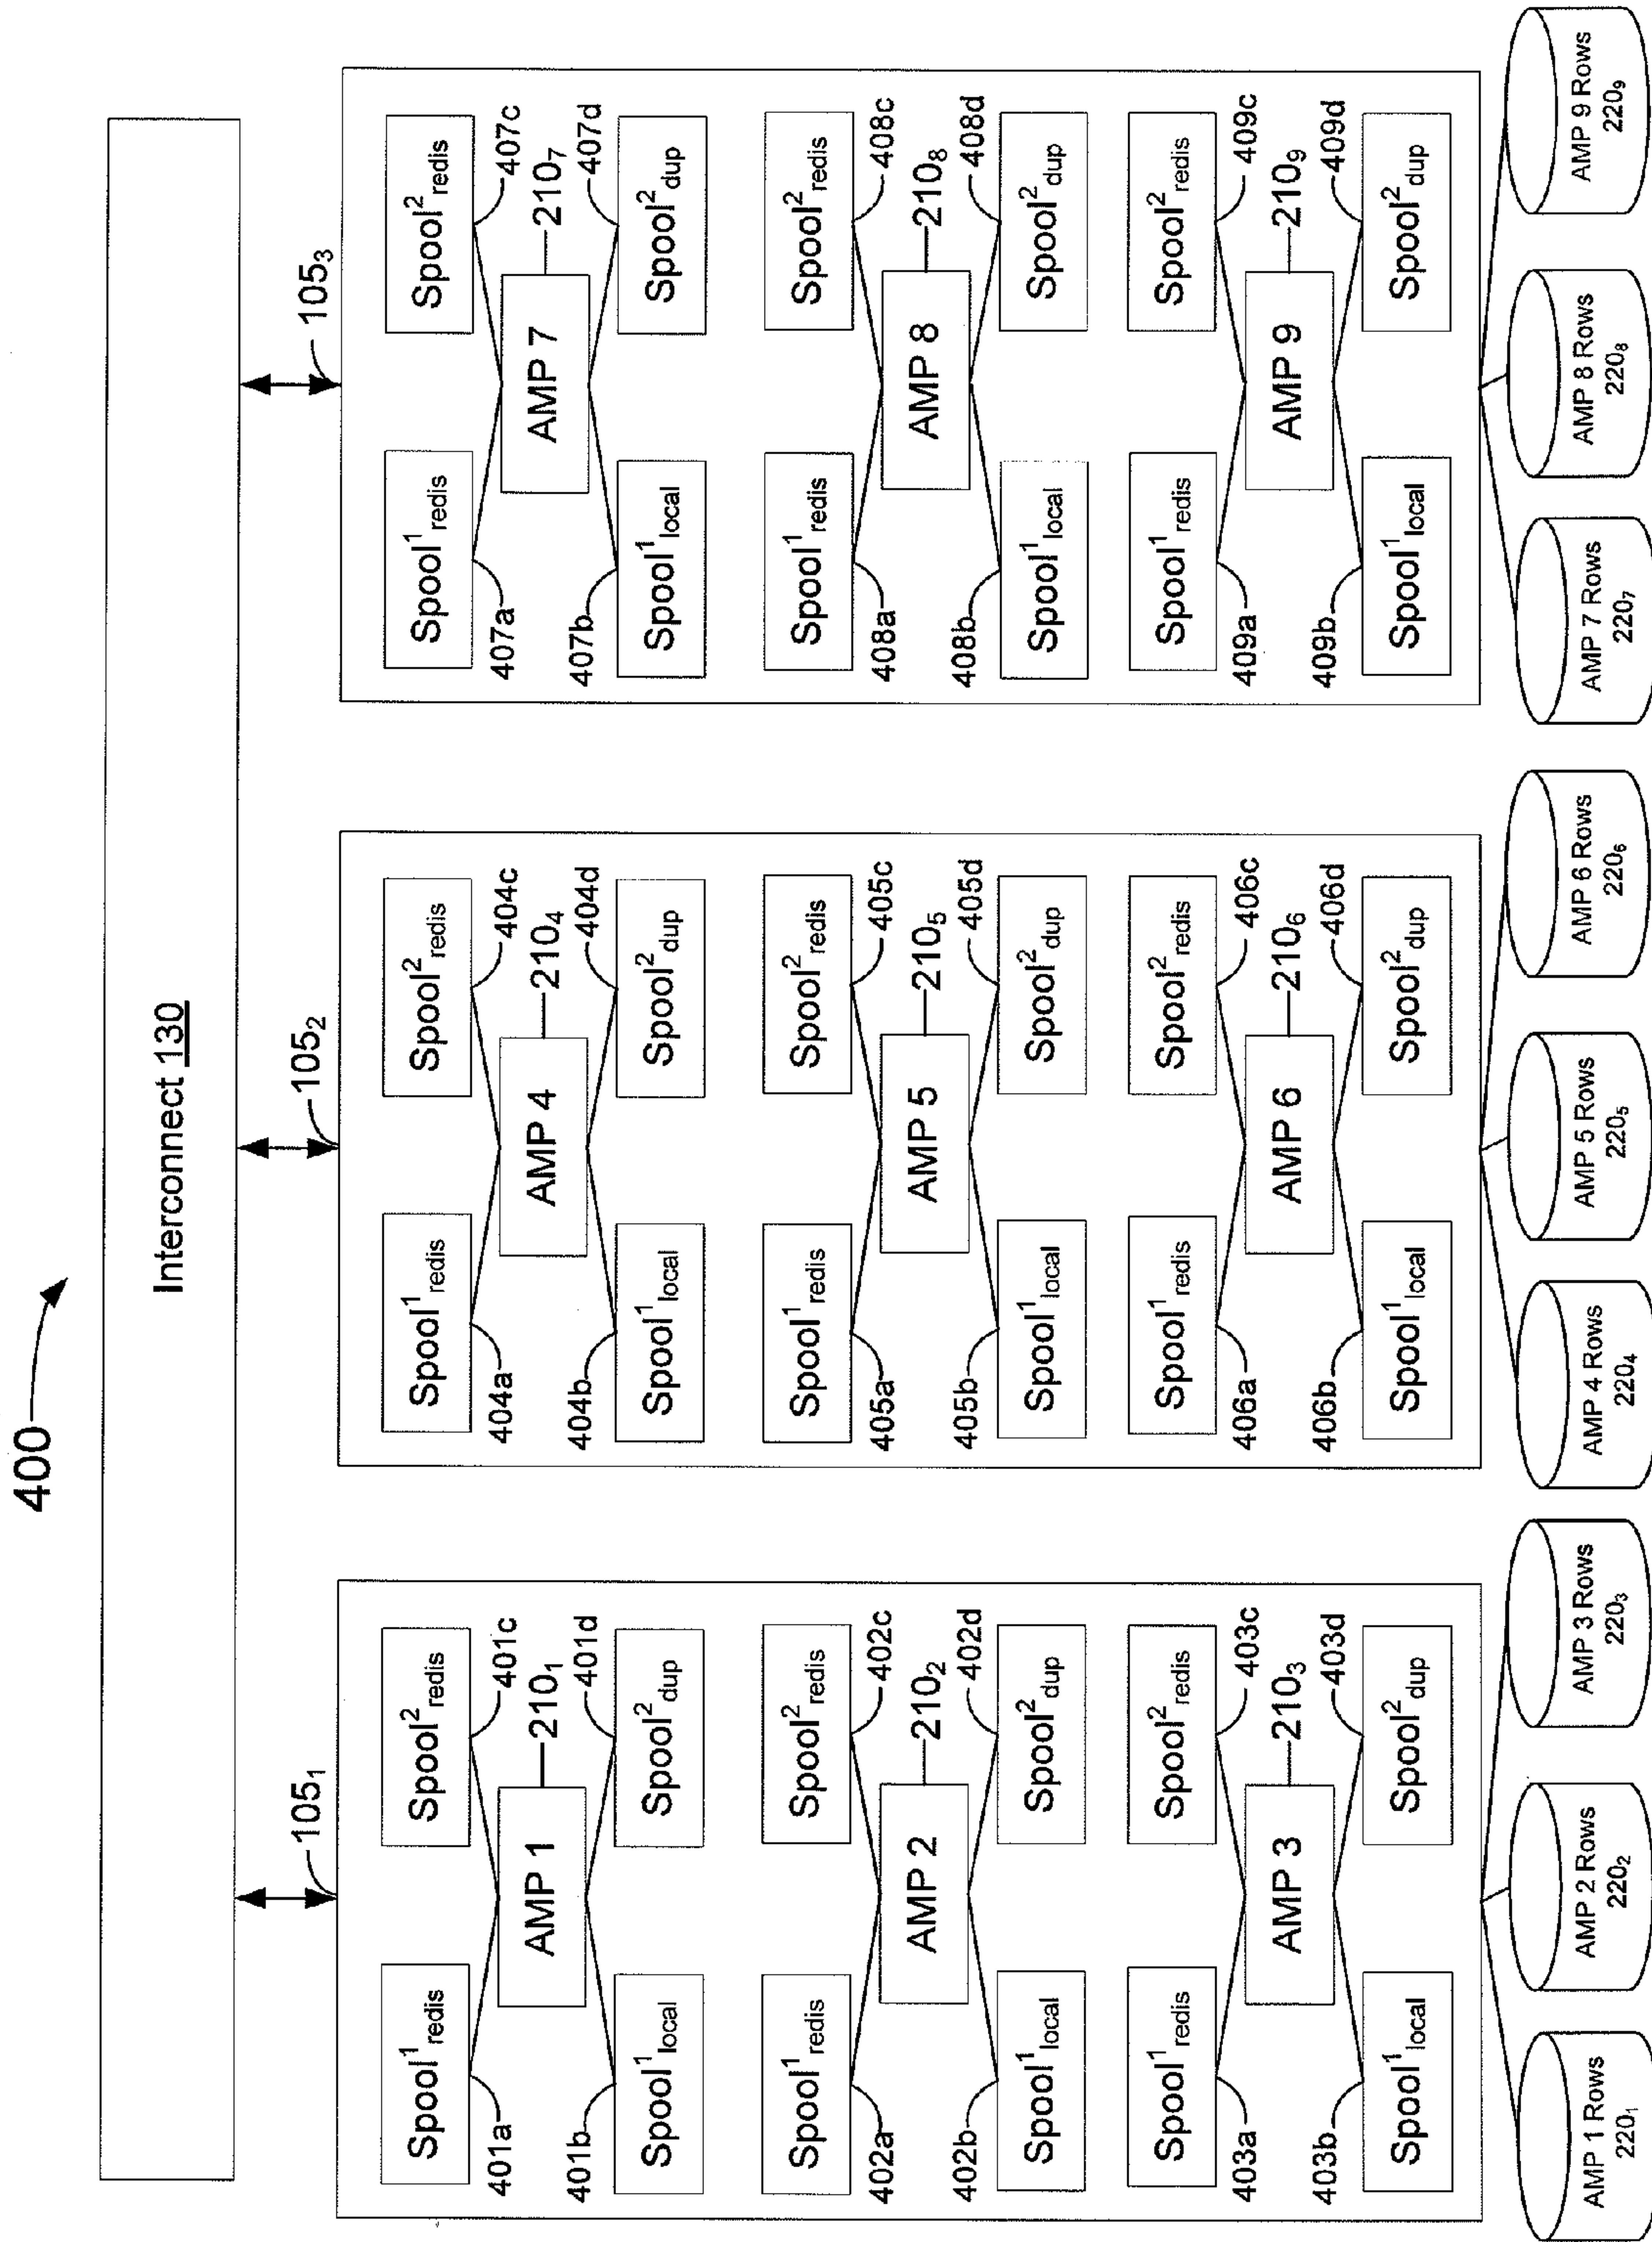 400
Interconnect 130
105₁
105₂
105₃
Spool¹redis
Spool²redis
401a
401c
AMP 1
210₁
401b
401d
Spool¹local
Spool²dup
Spool¹redis
Spool²redis
402a
402c
AMP 2
210₂
402b
402d
Spool¹local
Spool²dup
Spool¹redis
Spool²redis
403a
403c
AMP 3
210₃
403b
403d
Spool¹local
Spool²dup
Spool¹redis
Spool²redis
404a
404c
AMP 4
210₄
404b
404d
Spool¹local
Spool²dup
Spool¹redis
Spool²redis
405a
405c
AMP 5
210₅
405b
405d
Spool¹local
Spool²dup
Spool¹redis
Spool²redis
406a
406c
AMP 6
210₆
406b
406d
Spool¹local
Spool²dup
Spool¹redis
Spool²redis
407a
407c
AMP 7
210₇
407b
407d
Spool¹local
Spool²dup
Spool¹redis
Spool²redis
408a
408c
AMP 8
210₈
408b
408d
Spool¹local
Spool²dup
Spool¹redis
Spool²redis
409a
409c
AMP 9
210₉
409b
409d
Spool¹local
Spool²dup
AMP 1 Rows
220₁
AMP 2 Rows
220₂
AMP 3 Rows
220₃
AMP 4 Rows
220₄
AMP 5 Rows
220₅
AMP 6 Rows
220₆
AMP 7 Rows
220₇
AMP 8 Rows
220₈
AMP 9 Rows
220₉